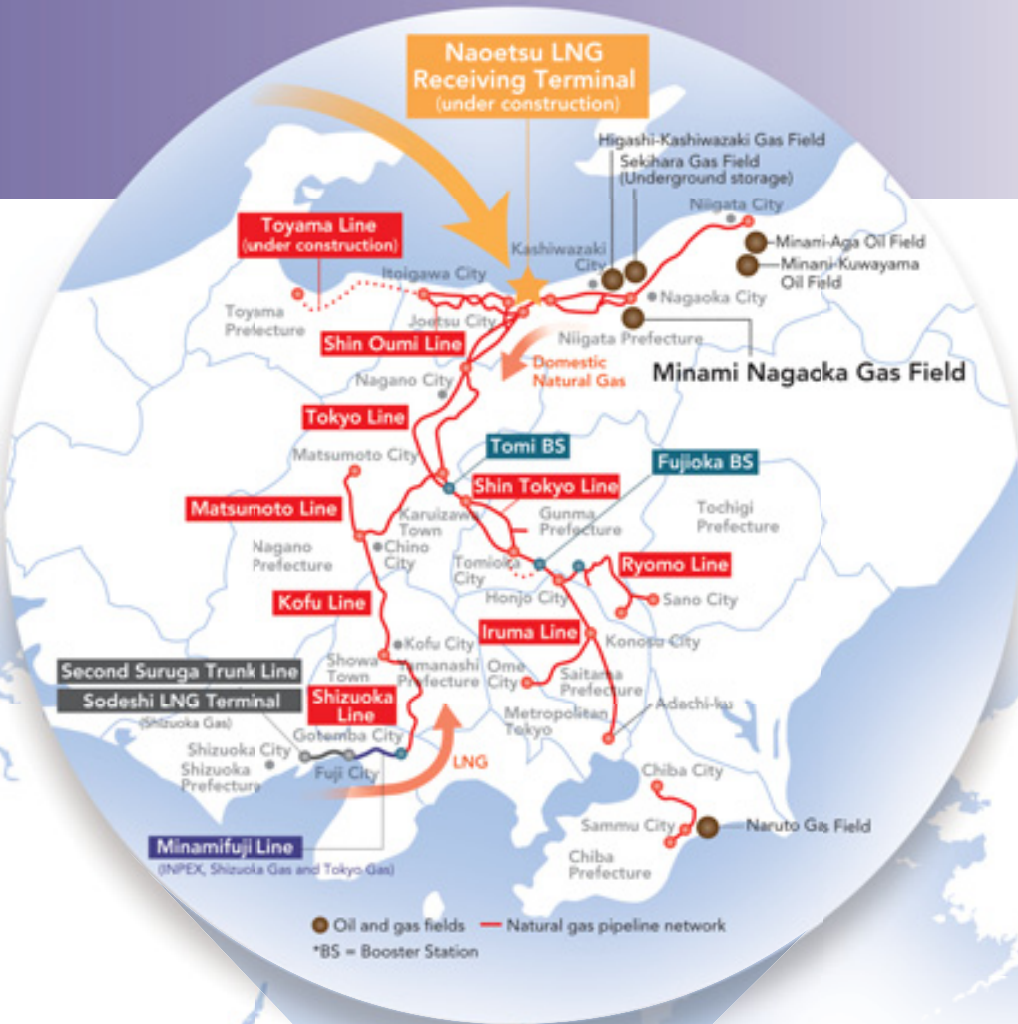 Naoetsu LNG
Receiving Terminal
(under construction)
Higashi-Kashiwazaki Gas Field
Sekihara Gas Field
(Underground storage)
Niigata City
Toyama Line
(under construction)
Kashiwazaki
City
Minami-Aga Oil Field
Minami-Kuwayama
Oil Field
Itoigawa City
Nagaoka City
Toyama
Prefecture
Joetsu City
Niigata Prefecture
Shin Oumi Line
Domestic
Natural Gas
Minami Nagaoka Gas Field
Nagano City
Tokyo Line
Tomi BS
Fujioka BS
Matsumoto City
Shin Tokyo Line
Matsumoto Line
Karuizawa
Town
Gunma
Prefecture
Tochigi
Prefecture
Nagano
Prefecture
Chino
City
Tomioka
City
Ryomo Line
Honjo City
Sano City
Kofu Line
Kofu City
Iruma Line
Konosu City
Showa
Town
Yamanashi
Prefecture
Ome
City
Saitama
Prefecture
Second Suruga Trunk Line
Sodeshi LNG Terminal
(Shizuoka Gas)
Shizuoka
Line
Metropolitan
Tokyo
Adachi-ku
Gotemba City
Shizuoka City
Shizuoka
Prefecture
Fuji City
LNG
Chiba City
Sammu City
Naruto Gas Field
Chiba
Prefecture
Minamifuji Line
(INPEX, Shizuoka Gas and Tokyo Gas)
Oil and gas fields
Natural gas pipeline network
*BS = Booster Station